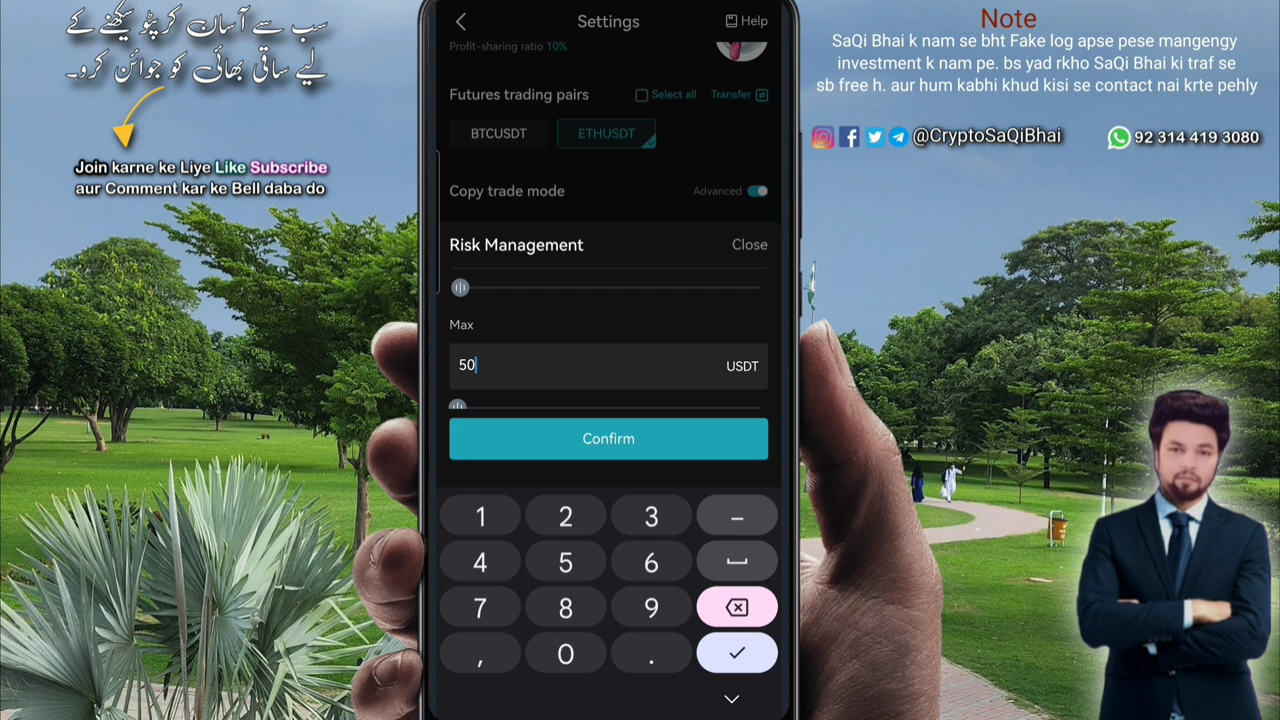 سب سے آسان کرپٹو سیکھنے کے
لیے ساقی بھائی کو جوائن کرو۔
Join karne ke Liye Like Subscribe
aur Comment kar ke Bell daba do
Settings
Help
Profit-sharing ratio 10%
Futures trading pairs
Select all
Transfer
BTCUSDT
ETHUSDT
Copy trade mode
Advanced
Risk Management
Close
Max
50
USDT
Confirm
1 2 3 –
4 5 6
7 8 9
, 0 .
Note
SaQi Bhai k nam se bht Fake log apse pese mangengy
investment k nam pe. bs yad rkho SaQi Bhai ki traf se
sb free h. aur hum kabhi khud kisi se contact nai krte pehly
@CryptoSaQiBhai
92 314 419 3080